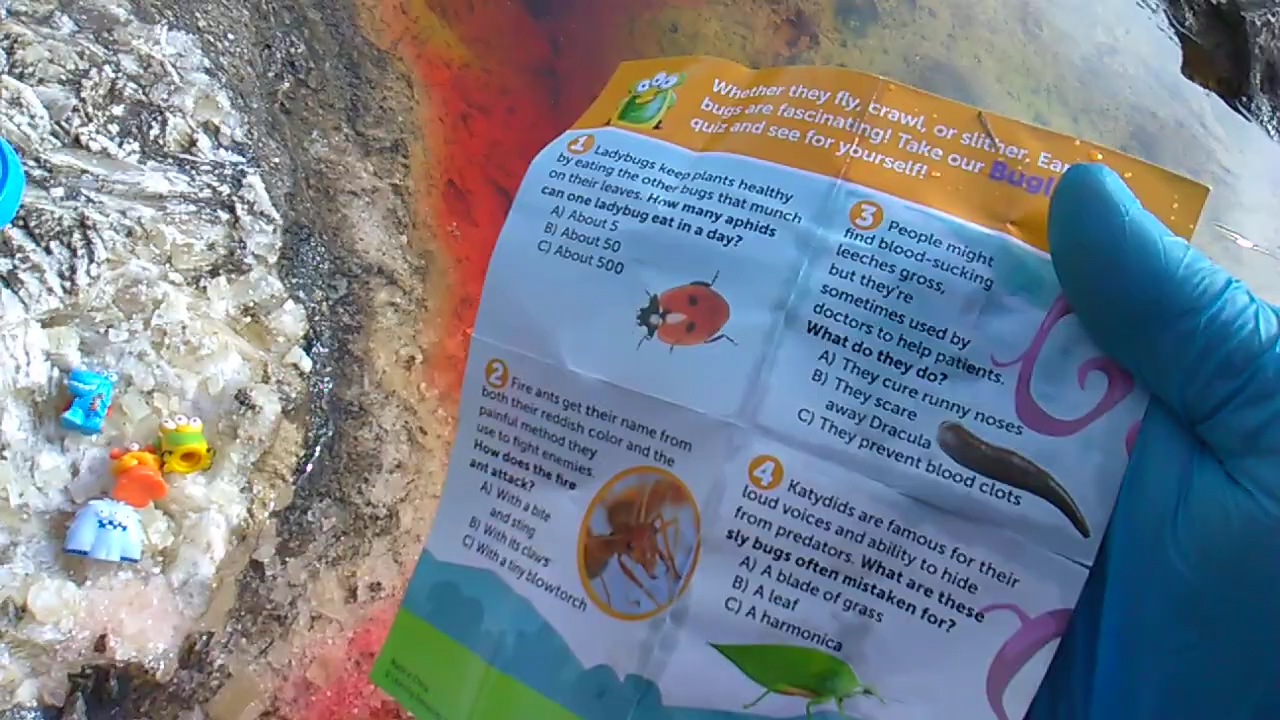 Whether they fly, crawl, or slither, Ear
bugs are fascinating! Take our Bugl
quiz and see for yourself!
1 Ladybugs keep plants healthy
by eating the other bugs that munch
on their leaves. How many aphids
can one ladybug eat in a day?
A) About 5
B) About 50
C) About 500
2 Fire ants get their name from
both their reddish color and the
painful method they
use to fight enemies.
How does the fire
ant attack?
A) With a bite
and sting
B) With its claws
C) With a tiny blowtorch
3 People might
find blood-sucking
leeches gross,
but they're
sometimes used by
doctors to help patients.
What do they do?
A) They cure runny noses
B) They scare
away Dracula
C) They prevent blood clots
4 Katydids are famous for their
loud voices and ability to hide
from predators. What are these
sly bugs often mistaken for?
A) A blade of grass
B) A leaf
C) A harmonica